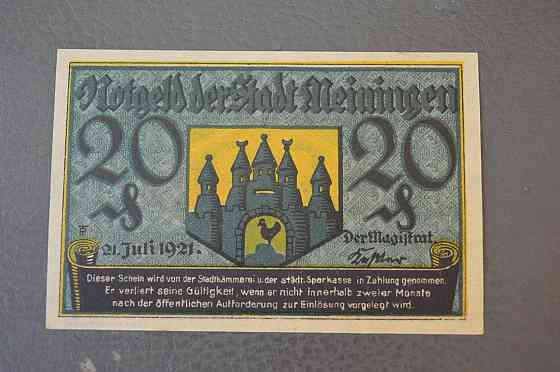 Notgeld der Stadt Meiningen
20 20
₰ ₰
21. Juli 1921.
Der Magistrat
Dieser Schein wird von der Stadtkämmerei u. der städt. Sparkasse in Zahlung genommen.
Er verliert seine Gültigkeit, wenn er nicht innerhalb zweier Monate
nach der öffentlichen Aufforderung zur Einlösung vorgelegt wird.